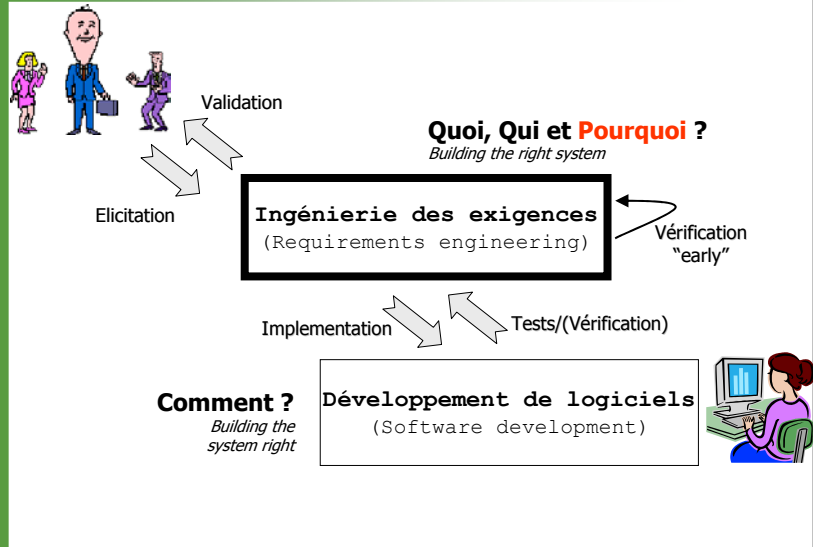 Validation
Quoi, Qui et Pourquoi ?
Building the right system
Elicitation
Ingénierie des exigences
(Requirements engineering)
Vérification
“early”
Implementation
Tests/(Vérification)
Comment ?
Building the
system right
Développement de logiciels
(Software development)